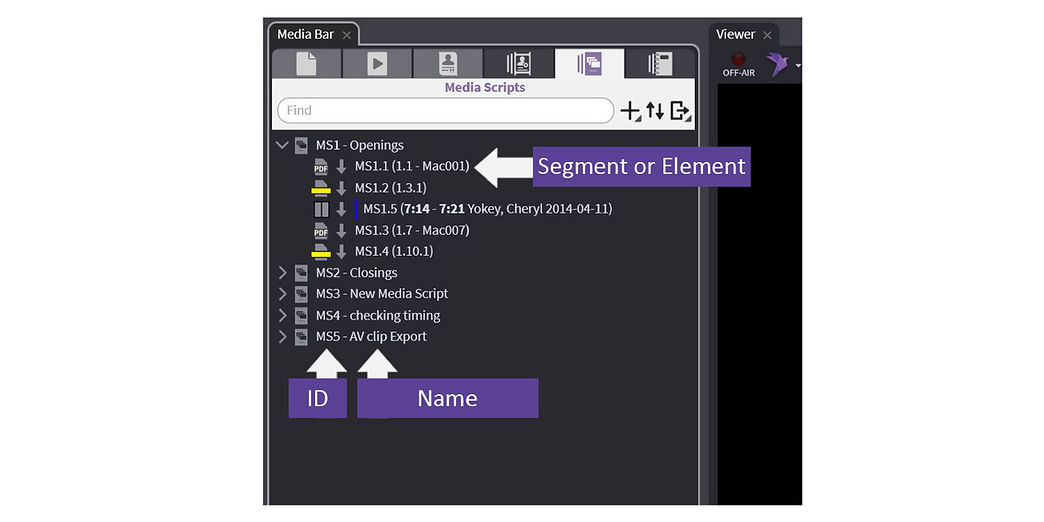 Media Bar
Viewer
OFF-AIR
Media Scripts
Find
MS1 - Openings
PDF MS1.1 (1.1 - Mac001)
Segment or Element
MS1.2 (1.3.1)
MS1.5 (7:14 - 7:21 Yokey, Cheryl 2014-04-11)
PDF MS1.3 (1.7 - Mac007)
MS1.4 (1.10.1)
MS2 - Closings
MS3 - New Media Script
MS4 - checking timing
MS5 - AV clip Export
ID
Name